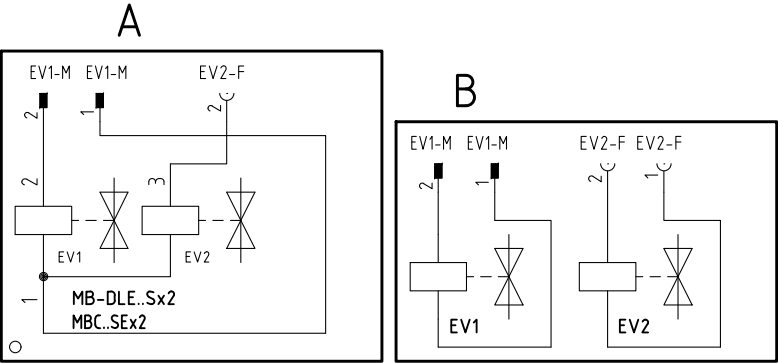 A
EV1-M EV1-M EV2-F
2 1 2
2 3
EV1 EV2
1
MB-DLE..Sx2
MBC..SEx2
B
EV1-M EV1-M EV2-F EV2-F
2 1 2 1
EV1 EV2